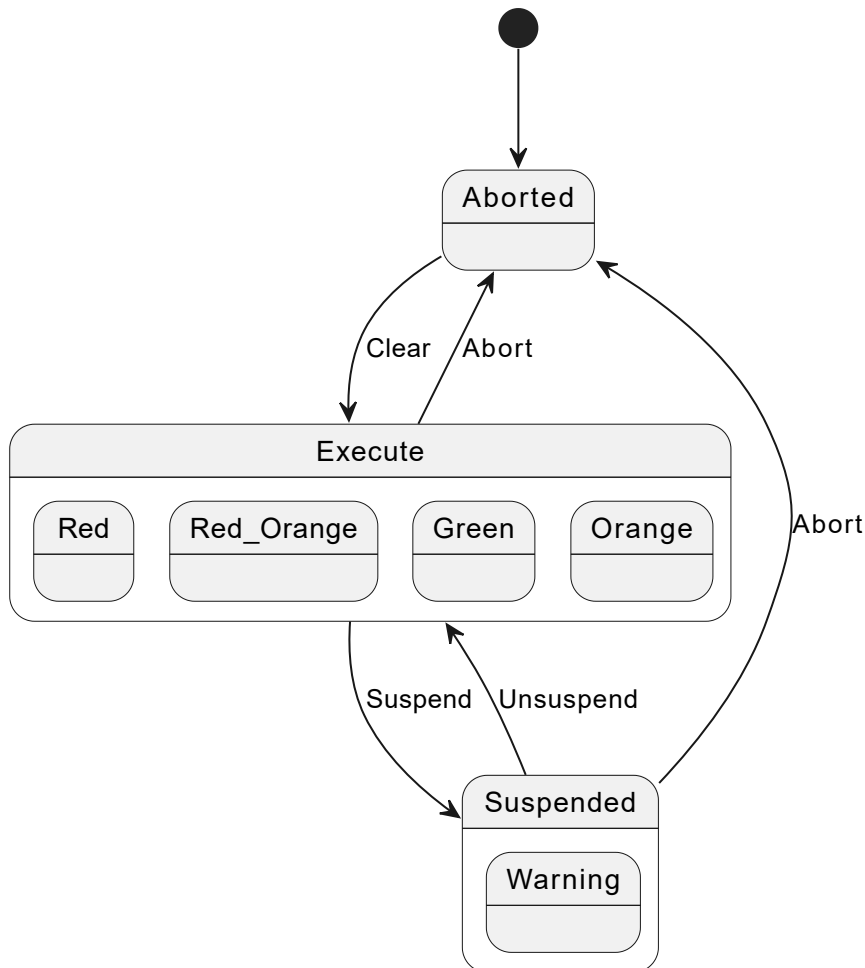 Aborted
Clear
Abort
Execute
Red
Red_Orange
Green
Orange
Abort
Suspend
Unsuspend
Suspended
Warning